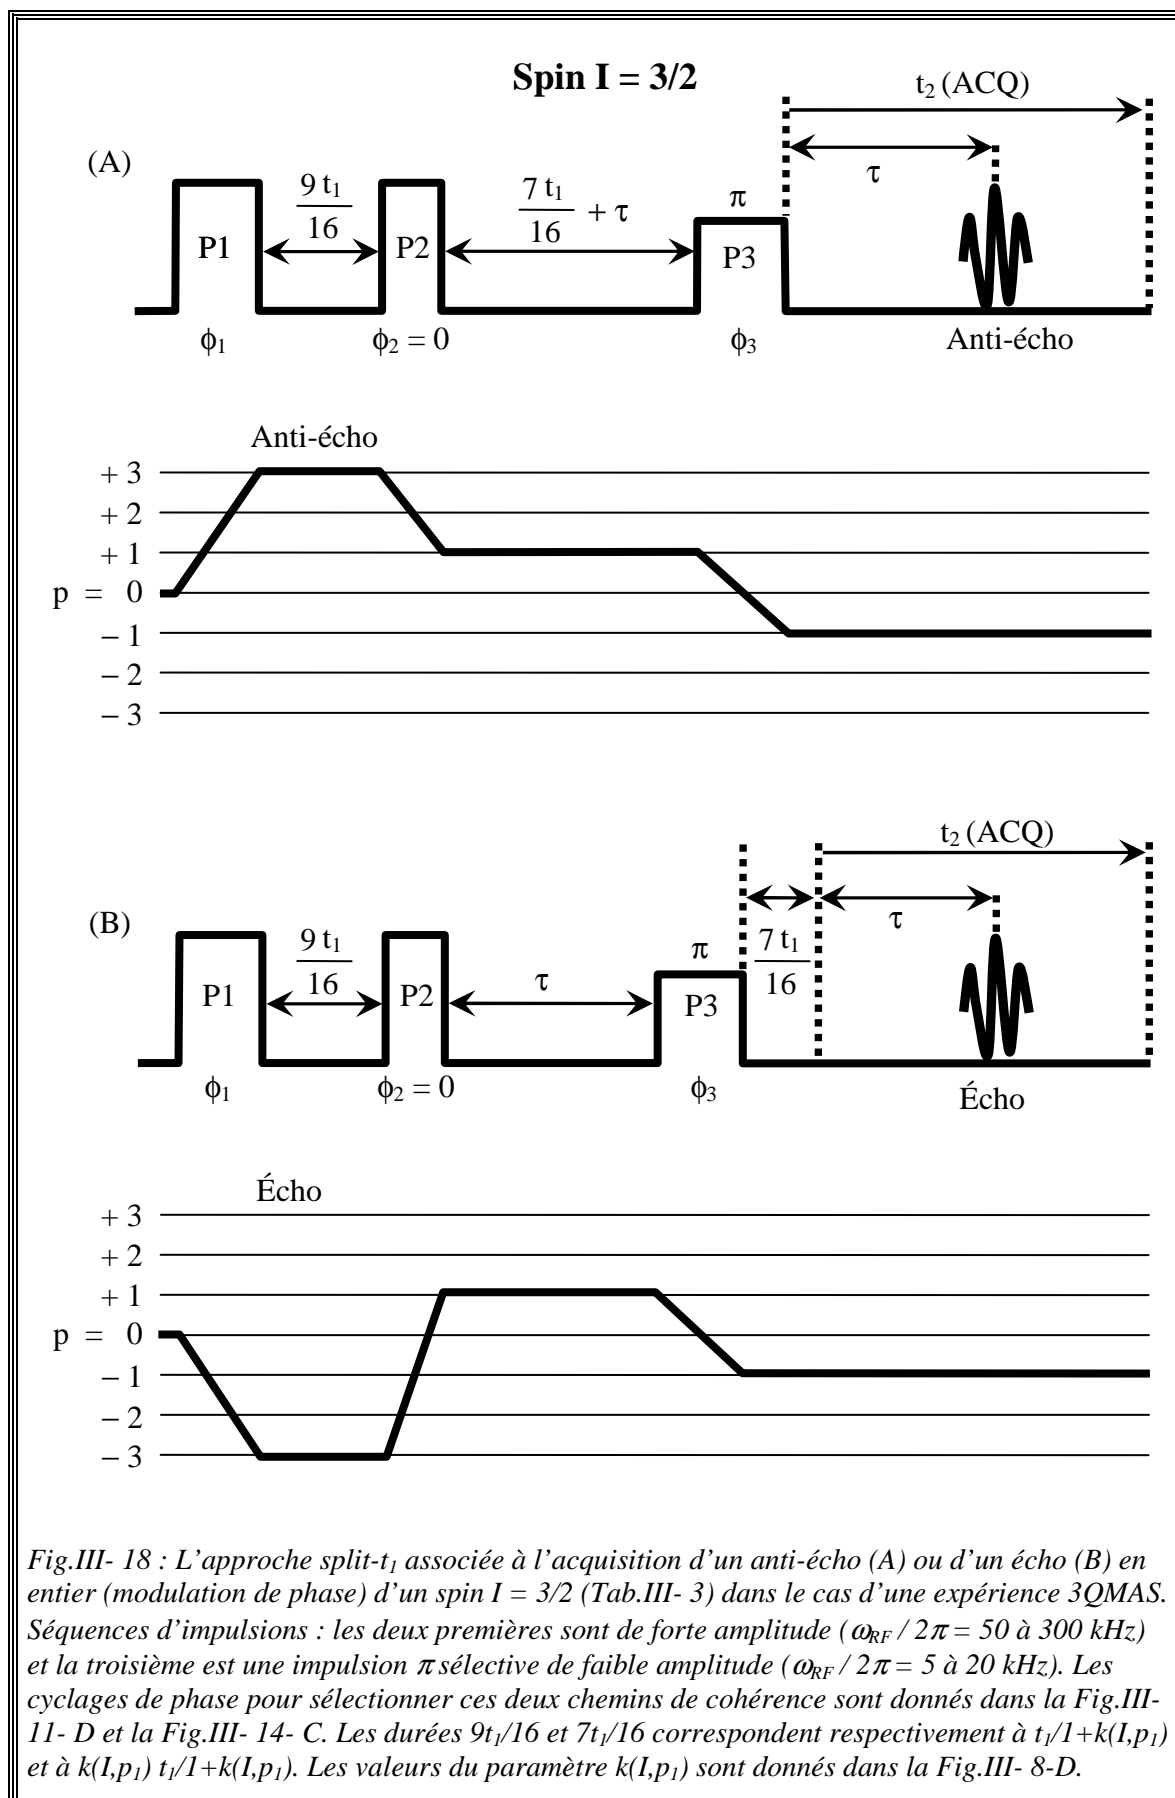 Spin I = 3/2
t₂ (ACQ)
(A)
τ
9 t₁
16
7 t₁
16
+ τ
π
P1
P2
P3
ϕ₁
ϕ₂ = 0
ϕ₃
Anti-écho
Anti-écho
+ 3
+ 2
+ 1
p = 0
− 1
− 2
− 3
t₂ (ACQ)
(B)
τ
9 t₁
16
τ
π
7 t₁
16
P1
P2
P3
ϕ₁
ϕ₂ = 0
ϕ₃
Écho
Écho
+ 3
+ 2
+ 1
p = 0
− 1
− 2
− 3
Fig.III- 18 : L’approche split-t₁ associée à l’acquisition d’un anti-écho (A) ou d’un écho (B) en
entier (modulation de phase) d’un spin I = 3/2 (Tab.III- 3) dans le cas d’une expérience 3QMAS.
Séquences d’impulsions : les deux premières sont de forte amplitude (ω_RF / 2π = 50 à 300 kHz)
et la troisième est une impulsion π sélective de faible amplitude (ω_RF / 2π = 5 à 20 kHz). Les
cyclages de phase pour sélectionner ces deux chemins de cohérence sont donnés dans la Fig.III-
11- D et la Fig.III- 14- C. Les durées 9t₁/16 et 7t₁/16 correspondent respectivement à t₁/1+k(I,p₁)
et à k(I,p₁) t₁/1+k(I,p₁). Les valeurs du paramètre k(I,p₁) sont donnés dans la Fig.III- 8-D.